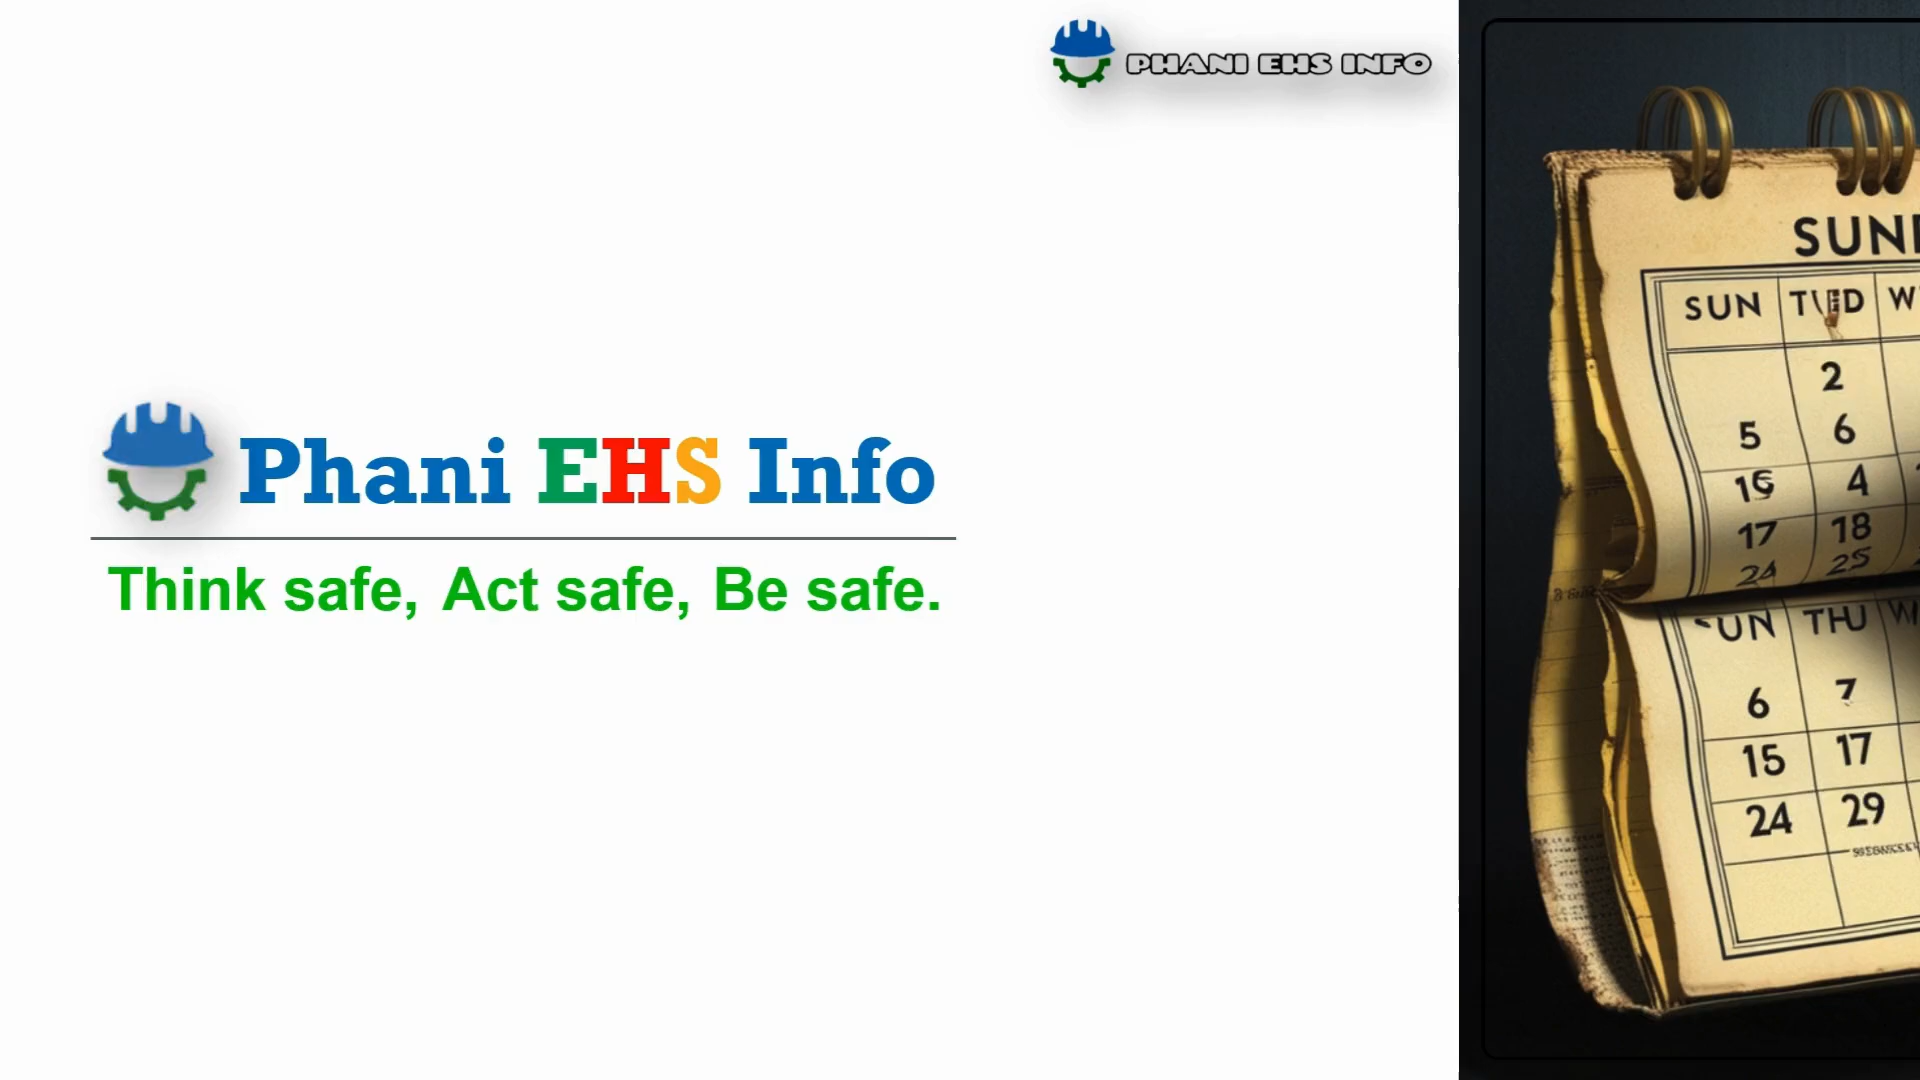 PHANI EHS INFO
Phani EHS Info
Think safe, Act safe, Be safe.
SUN
SUN
2
5 6
4
17 18
25
UN THU
6 7
15 17
24 29